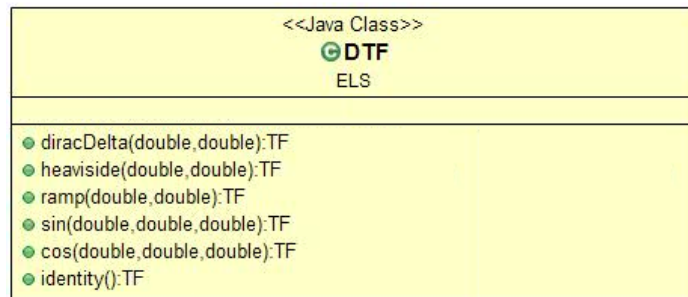 <<Java Class>>
C DTF
ELS
diracDelta(double,double):TF
heaviside(double,double):TF
ramp(double,double):TF
sin(double,double,double):TF
cos(double,double,double):TF
identity():TF